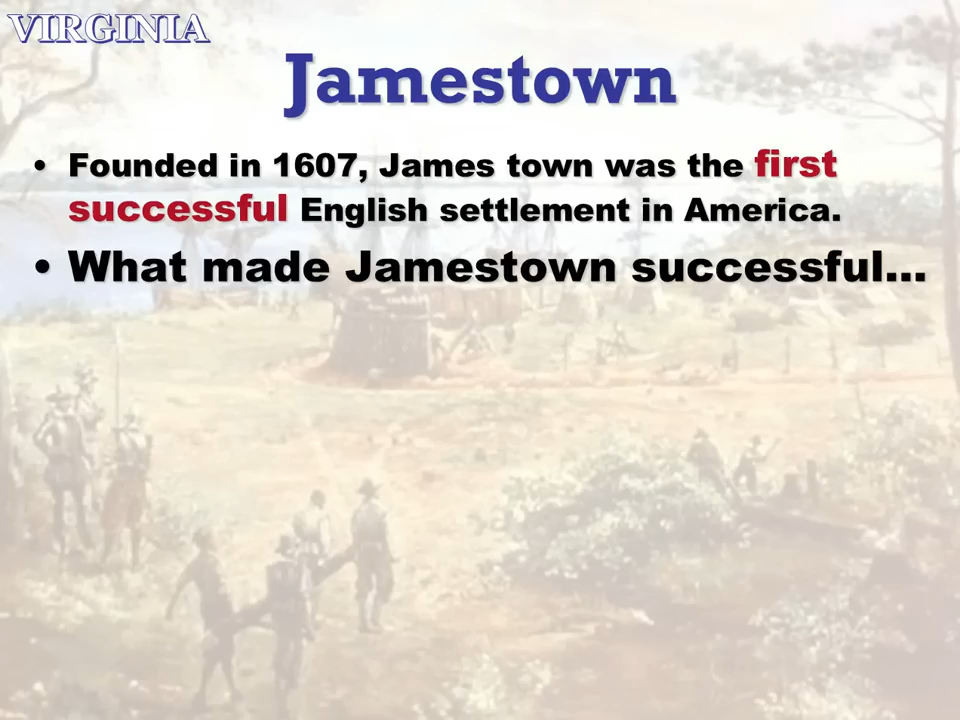 VIRGINIA
Jamestown
• Founded in 1607, James town was the first
successful English settlement in America.
• What made Jamestown successful…